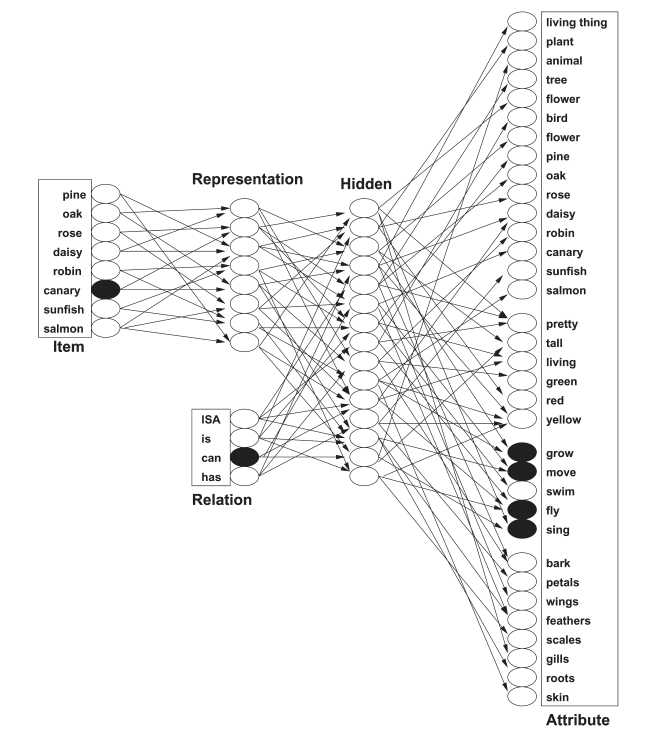 Item
pine
oak
rose
daisy
robin
canary
sunfish
salmon
Representation
Relation
ISA
is
can
has
Hidden
Attribute
living thing
plant
animal
tree
flower
bird
flower
pine
oak
rose
daisy
robin
canary
sunfish
salmon
pretty
tall
living
green
red
yellow
grow
move
swim
fly
sing
bark
petals
wings
feathers
scales
gills
roots
skin